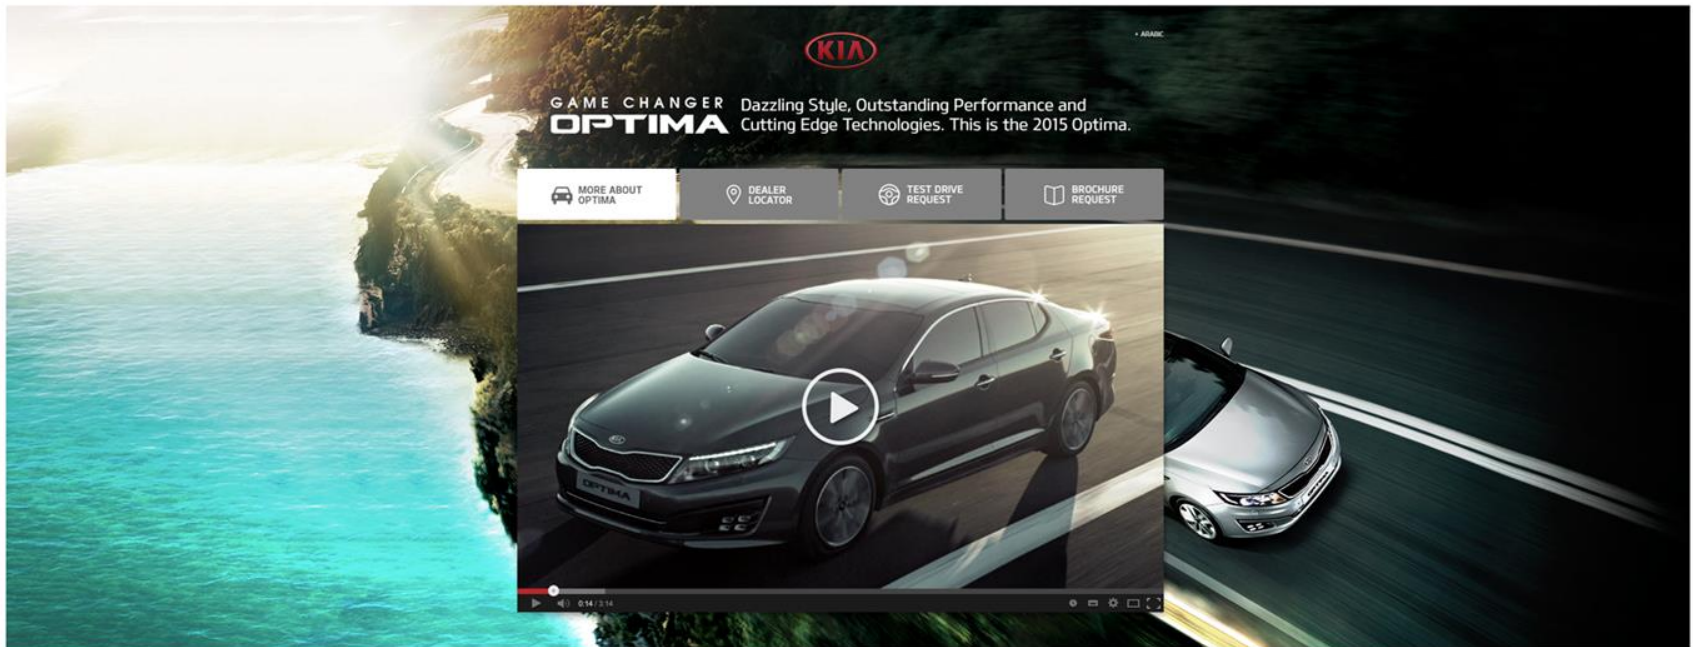 KIA
• ARABIC
GAME CHANGER
OPTIMA
Dazzling Style, Outstanding Performance and
Cutting Edge Technologies. This is the 2015 Optima.
MORE ABOUT
OPTIMA
DEALER
LOCATOR
TEST DRIVE
REQUEST
BROCHURE
REQUEST
KIA
OPTIMA
0:14 / 3:14